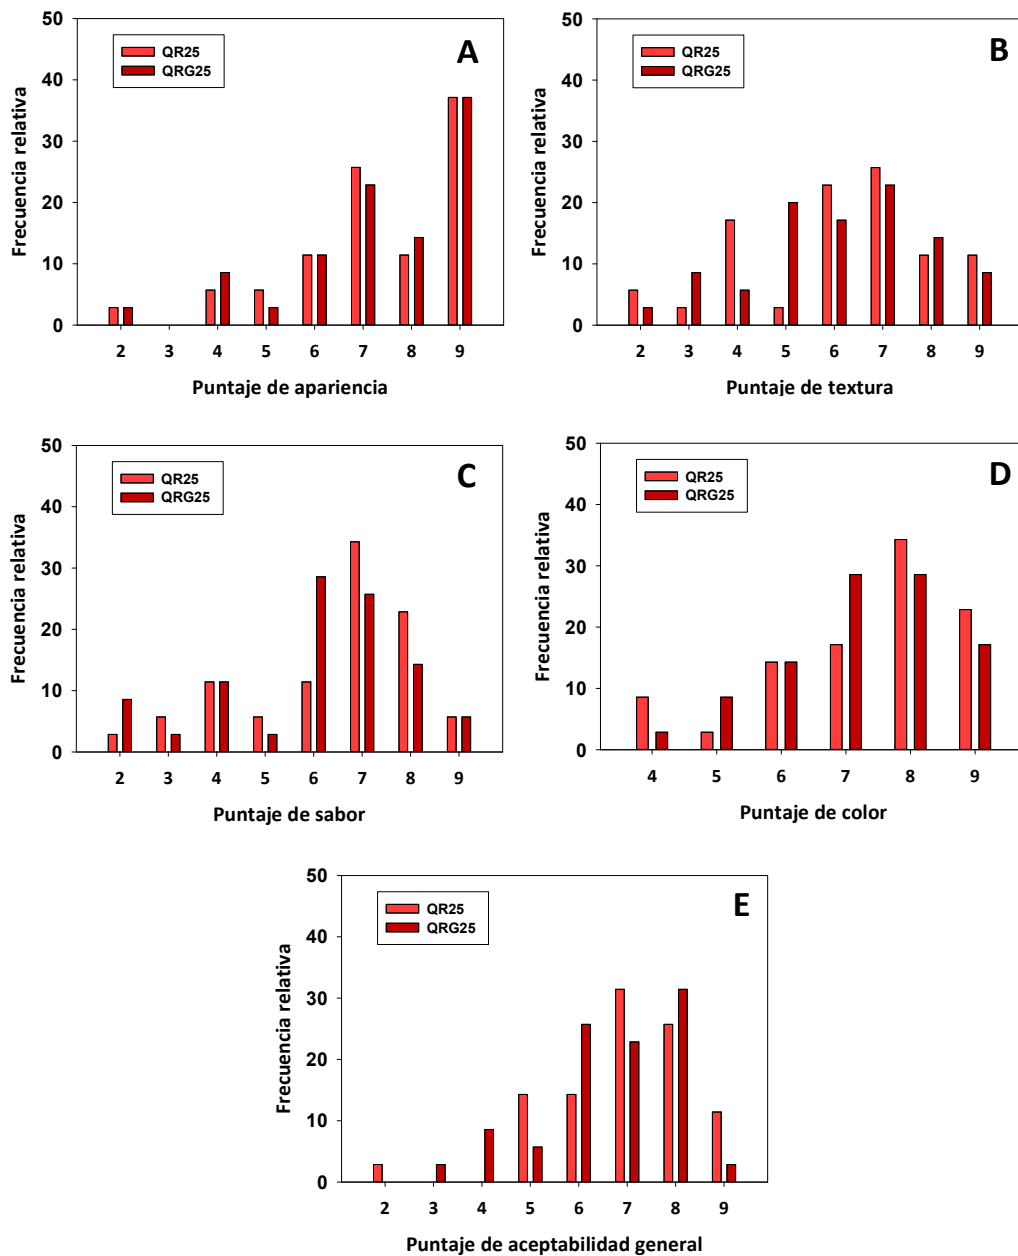 A
QR25
QRG25
Frecuencia relativa
50
40
30
20
10
0
2 3 4 5 6 7 8 9
Puntaje de apariencia
B
QR25
QRG25
Frecuencia relativa
50
40
30
20
10
0
2 3 4 5 6 7 8 9
Puntaje de textura
C
QR25
QRG25
Frecuencia relativa
50
40
30
20
10
0
2 3 4 5 6 7 8 9
Puntaje de sabor
D
QR25
QRG25
Frecuencia relativa
50
40
30
20
10
0
4 5 6 7 8 9
Puntaje de color
E
QR25
QRG25
Frecuencia relativa
50
40
30
20
10
0
2 3 4 5 6 7 8 9
Puntaje de aceptabilidad general